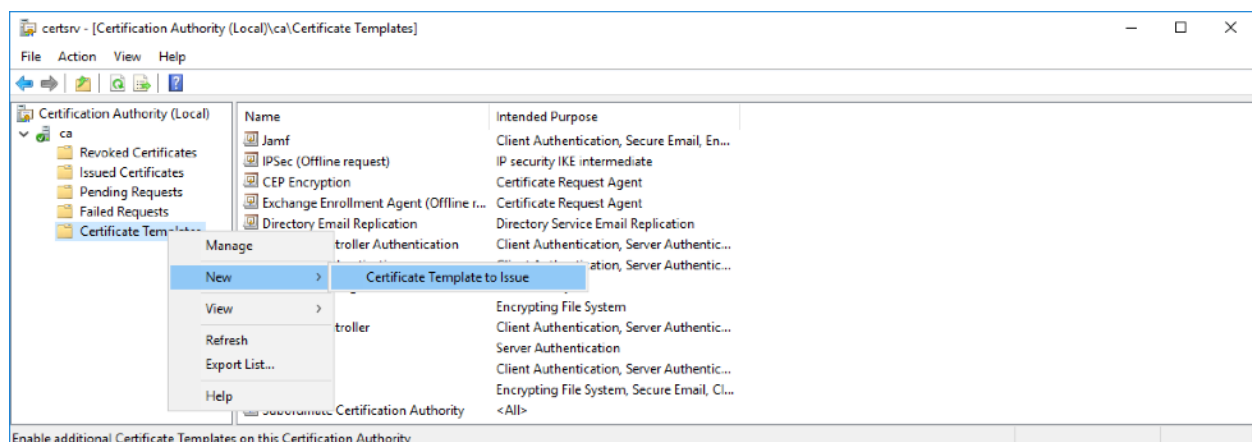 certsrv - [Certification Authority (Local)\ca\Certificate Templates]
File Action View Help
Certification Authority (Local)
ca
Revoked Certificates
Issued Certificates
Pending Requests
Failed Requests
Certificate
Name Intended Purpose
Jamf Client Authentication, Secure Email, En...
IPSec (Offline request) IP security IKE intermediate
CEP Encryption Certificate Request Agent
Exchange Enrollment Agent (Offline r... Certificate Request Agent
Directory Email Replication Directory Service Email Replication
troller Authentication Client Authentication, Server Authentic...
ation, Server Authentic...
Encrypting File System
troller Client Authentication, Server Authentic...
Server Authentication
Client Authentication, Server Authentic...
Encrypting File System, Secure Email, Cl...
Subordinate Certification Authority <All>
Manage
New > Certificate Template to Issue
View >
Refresh
Export List...
Help
Enable additional Certificate Templates on this Certification Authority